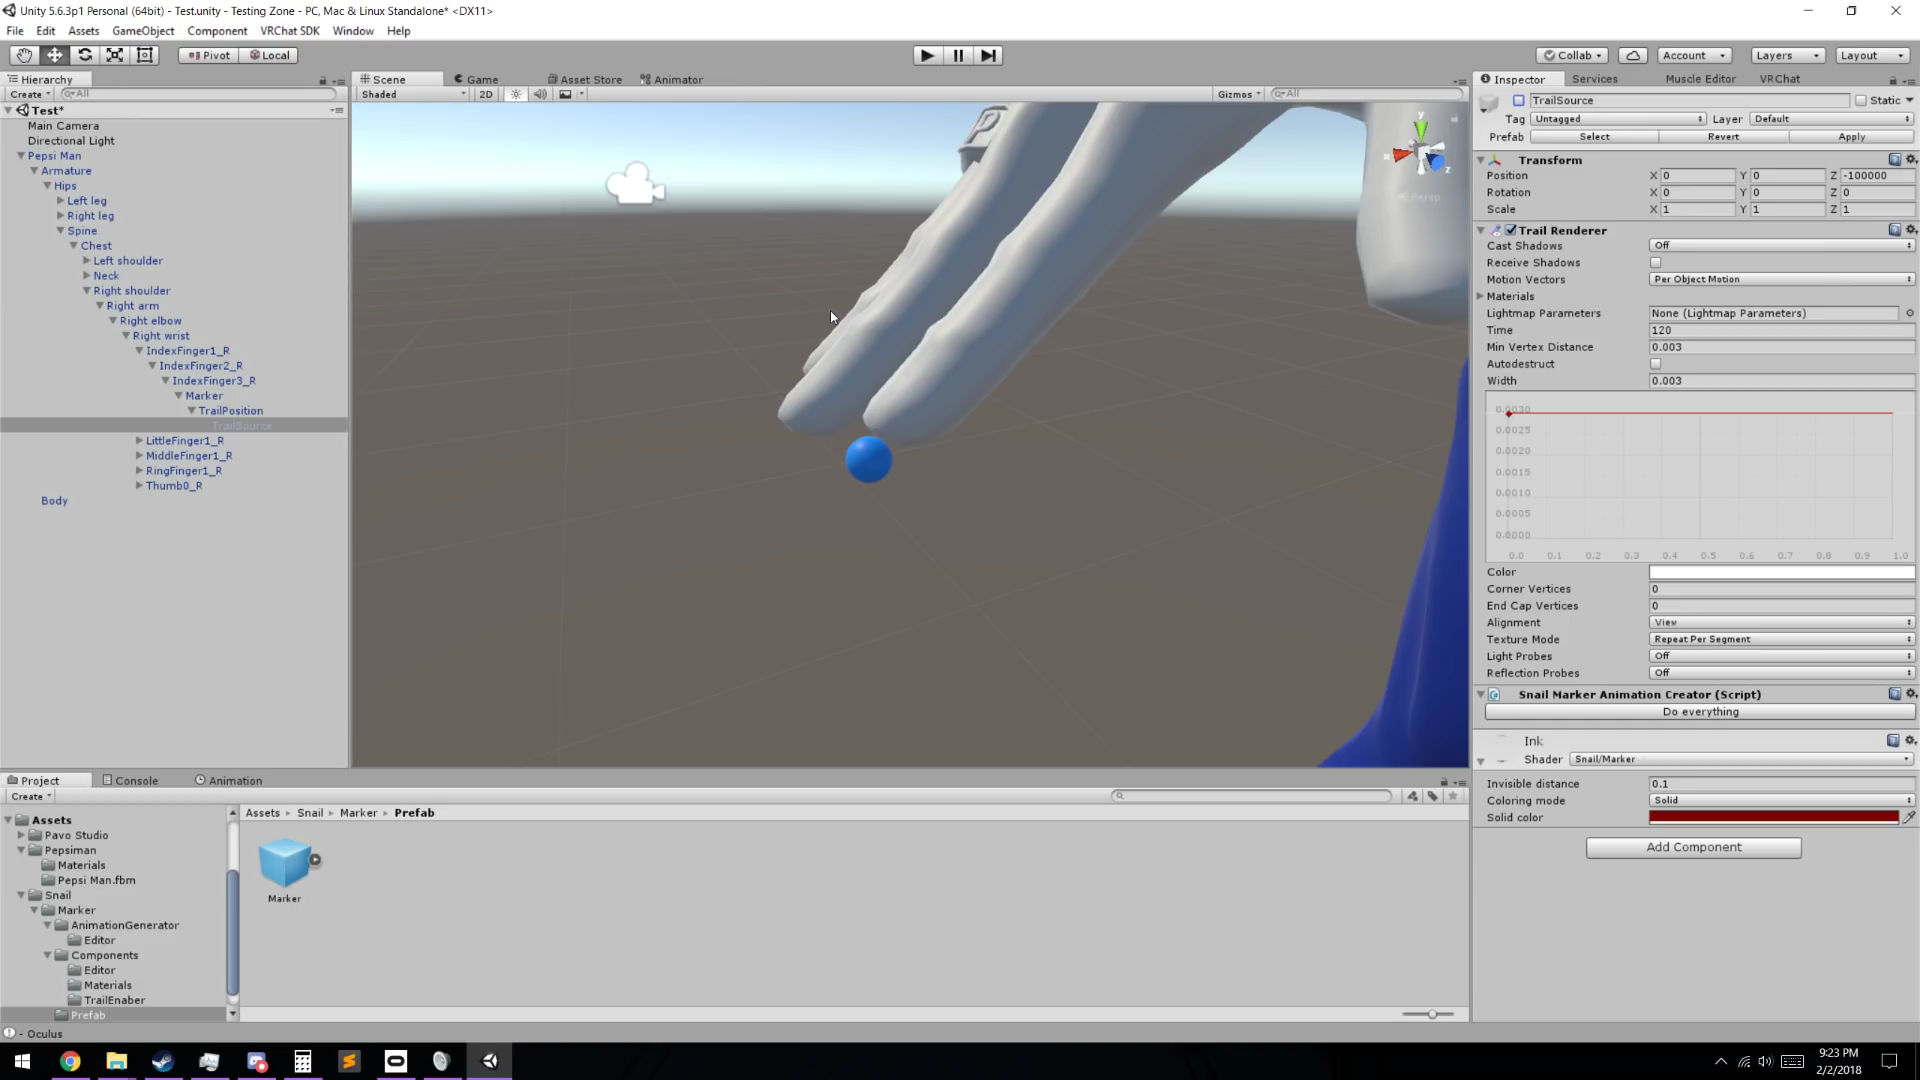 Unity 5.6.3p1 Personal (64bit) - Test.unity - Testing Zone - PC, Mac & Linux Standalone* <DX11>
File Edit Assets GameObject Component VRChat SDK Window Help
Pivot Local Collab Account Layers Layout
Hierarchy
Create All
Test*
Main Camera
Directional Light
Pepsi Man
Armature
Hips
Left leg
Right leg
Spine
Chest
Left shoulder
Neck
Right shoulder
Right arm
Right elbow
Right wrist
IndexFinger1_R
IndexFinger2_R
IndexFinger3_R
Marker
TrailPosition
TrailSource
LittleFinger1_R
MiddleFinger1_R
RingFinger1_R
Thumb0_R
Body
Scene Game Asset Store Animator
Shaded 2D Gizmos All
P
y
x
z
Persp
Inspector Services Muscle Editor VRChat
TrailSource Static
Tag Untagged Layer Default
Prefab Select Revert Apply
Transform
Position X 0 Y 0 Z -100000
Rotation X 0 Y 0 Z 0
Scale X 1 Y 1 Z 1
Trail Renderer
Cast Shadows Off
Receive Shadows
Motion Vectors Per Object Motion
Materials
Lightmap Parameters None (Lightmap Parameters)
Time 120
Min Vertex Distance 0.003
Autodestruct
Width 0.003
0.0030
0.0025
0.0020
0.0015
0.0010
0.0005
0.0000
0.0 0.1 0.2 0.3 0.4 0.5 0.6 0.7 0.8 0.9 1.0
Color
Corner Vertices 0
End Cap Vertices 0
Alignment View
Texture Mode Repeat Per Segment
Light Probes Off
Reflection Probes Off
Snail Marker Animation Creator (Script)
Do everything
Ink
Shader Snail/Marker
Invisible distance 0.1
Coloring mode Solid
Solid color
Add Component
Project Console Animation
Create
Assets
Pavo Studio
Pepsiman
Materials
Pepsi Man.fbm
Snail
Marker
AnimationGenerator
Editor
Components
Editor
Materials
TrailEnaber
Prefab
Assets Snail Marker Prefab
Marker
- Oculus
9:23 PM
2/2/2018